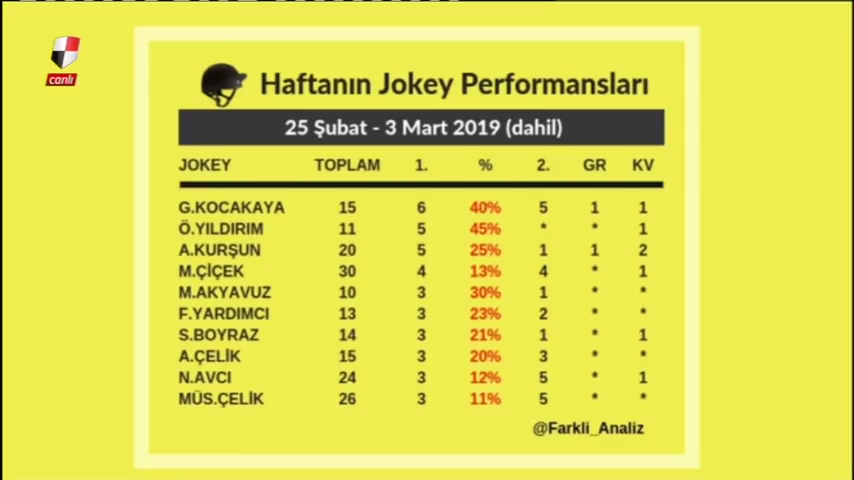 canlı
Haftanın Jokey Performansları
25 Şubat - 3 Mart 2019 (dahil)
JOKEY TOPLAM 1. % 2. GR KV
G.KOCAKAYA 15 6 40% 5 1 1
Ö.YILDIRIM 11 5 45% * * 1
A.KURŞUN 20 5 25% 1 1 2
M.ÇİÇEK 30 4 13% 4 * 1
M.AKYAVUZ 10 3 30% 1 * *
F.YARDIMCI 13 3 23% 2 * *
S.BOYRAZ 14 3 21% 1 * 1
A.ÇELİK 15 3 20% 3 * *
N.AVCI 24 3 12% 5 * 1
MÜS.ÇELİK 26 3 11% 5 * *
@Farkli_Analiz